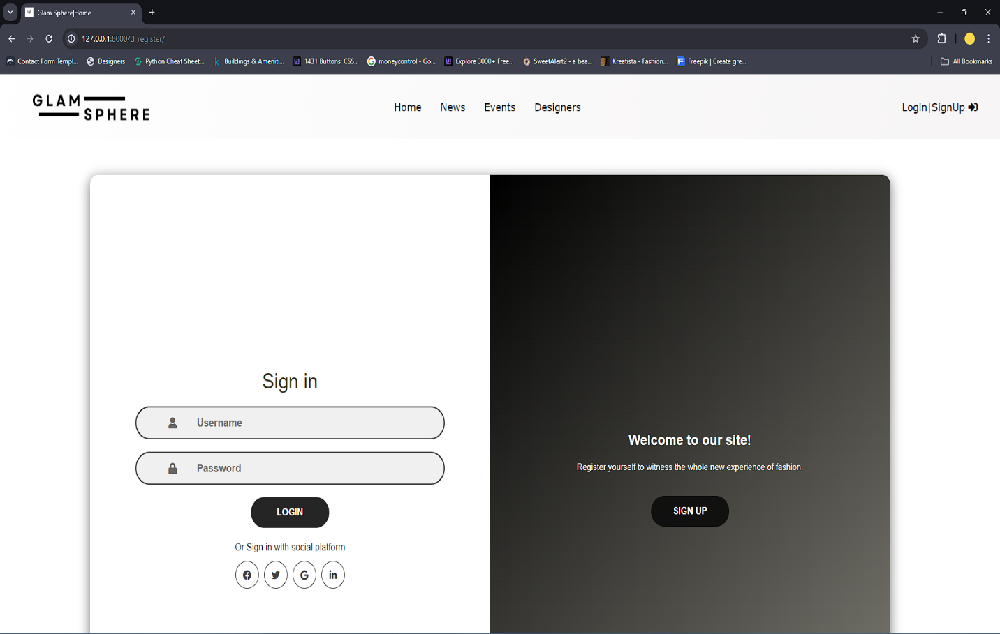 Glam Sphere|Home
127.0.0.1:8000/d_register/
Contact Form Templ... Designers Python Cheat Sheet... Buildings & Ameniti... 1431 Buttons: CSS... moneycontrol - Go... Explore 3000+ Free... SweetAlert2 - a bea... Kreatista - Fashion... Freepik | Create gre... All Bookmarks
GLAM
SPHERE
Home News Events Designers Login|SignUp
Sign in
Username
Password
LOGIN
Or Sign in with social platform
Welcome to our site!
Register yourself to witness the whole new experience of fashion.
SIGN UP